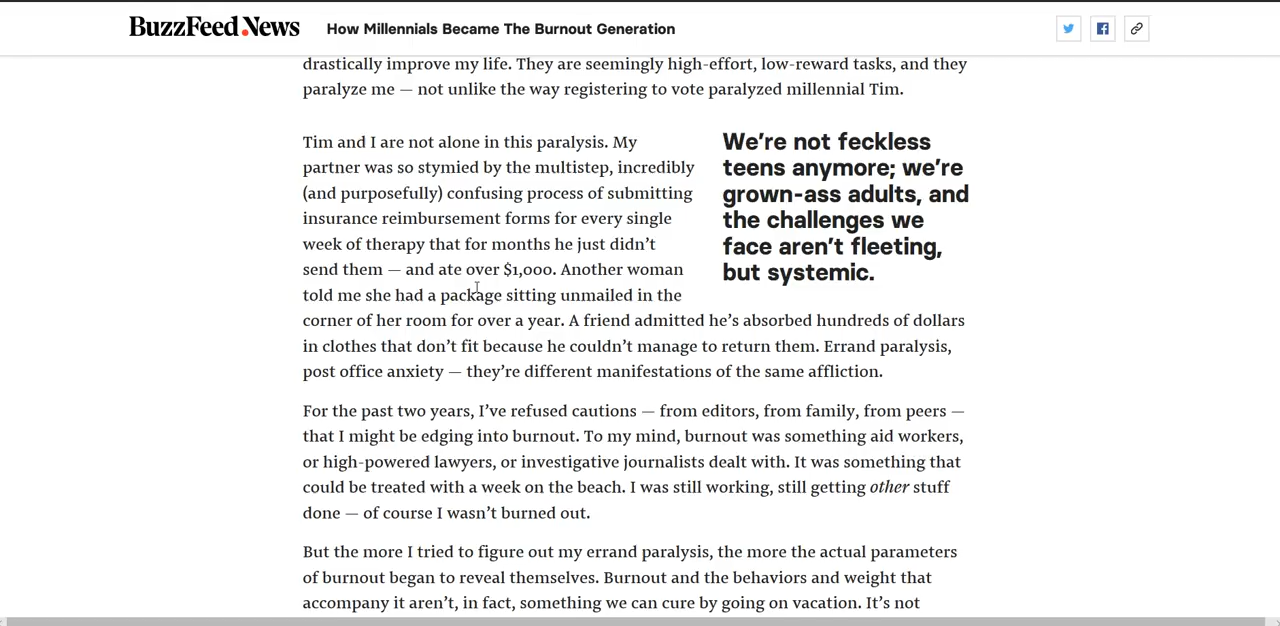 BuzzFeed News
How Millennials Became The Burnout Generation
drastically improve my life. They are seemingly high-effort, low-reward tasks, and they
paralyze me — not unlike the way registering to vote paralyzed millennial Tim.
Tim and I are not alone in this paralysis. My
partner was so stymied by the multistep, incredibly
(and purposefully) confusing process of submitting
insurance reimbursement forms for every single
week of therapy that for months he just didn’t
send them — and ate over $1,000. Another woman
told me she had a package sitting unmailed in the
corner of her room for over a year. A friend admitted he’s absorbed hundreds of dollars
in clothes that don’t fit because he couldn’t manage to return them. Errand paralysis,
post office anxiety — they’re different manifestations of the same affliction.
We’re not feckless
teens anymore; we’re
grown-ass adults, and
the challenges we
face aren’t fleeting,
but systemic.
For the past two years, I’ve refused cautions — from editors, from family, from peers —
that I might be edging into burnout. To my mind, burnout was something aid workers,
or high-powered lawyers, or investigative journalists dealt with. It was something that
could be treated with a week on the beach. I was still working, still getting other stuff
done — of course I wasn’t burned out.
But the more I tried to figure out my errand paralysis, the more the actual parameters
of burnout began to reveal themselves. Burnout and the behaviors and weight that
accompany it aren’t, in fact, something we can cure by going on vacation. It’s not